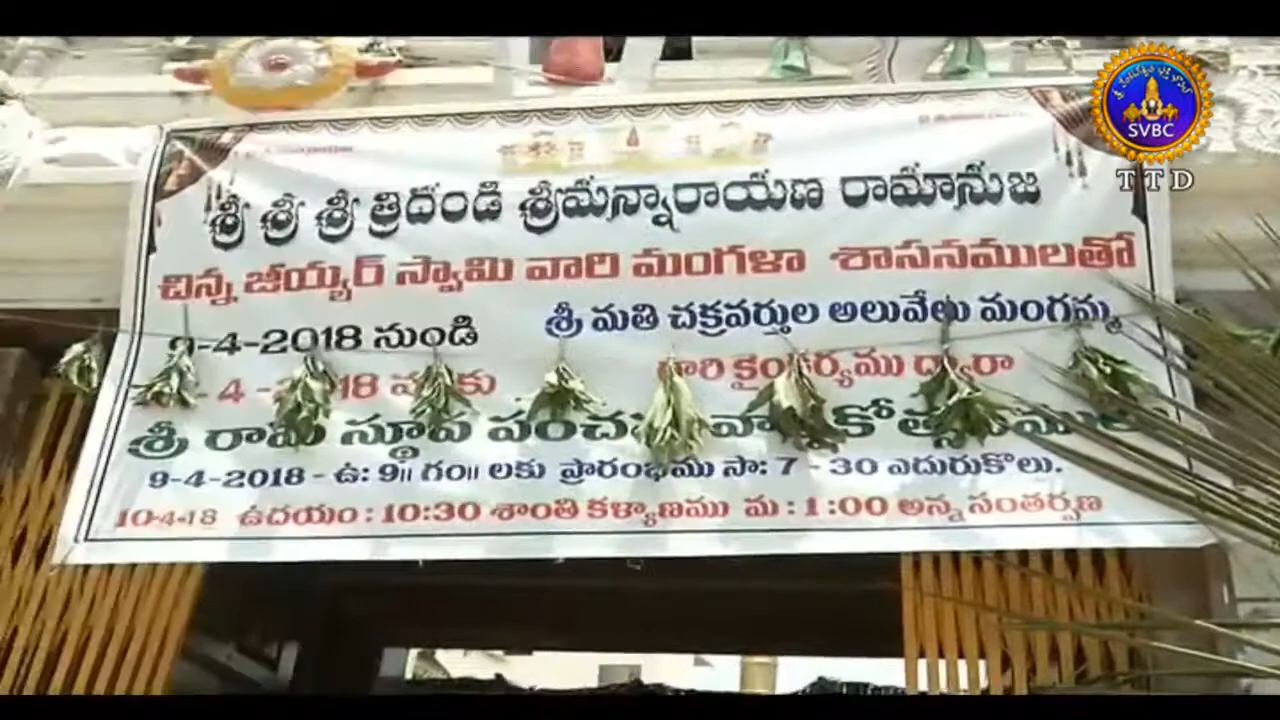 SVBC
T T D
శ్రీ శ్రీ శ్రీ త్రిదండి శ్రీమన్నారాయణ రామానుజ
చిన్న జీయ్యర్ స్వామి వారి మంగళా శాసనములతో
9-4-2018 నుండి
శ్రీ మతి చక్రవర్తుల అలువేలు మంగమ్మ
గారి కైంకర్యము ద్వారా
శ్రీ రామ స్థూప
9-4-2018 - ఉ: 9॥ గం॥ లకు ప్రారంభము సా: 7 - 30 ఎదురుకొలు.
10-4-18 ఉదయం : 10:30 శాంతి కళ్యాణము మ : 1:00 అన్న సంతర్పణ